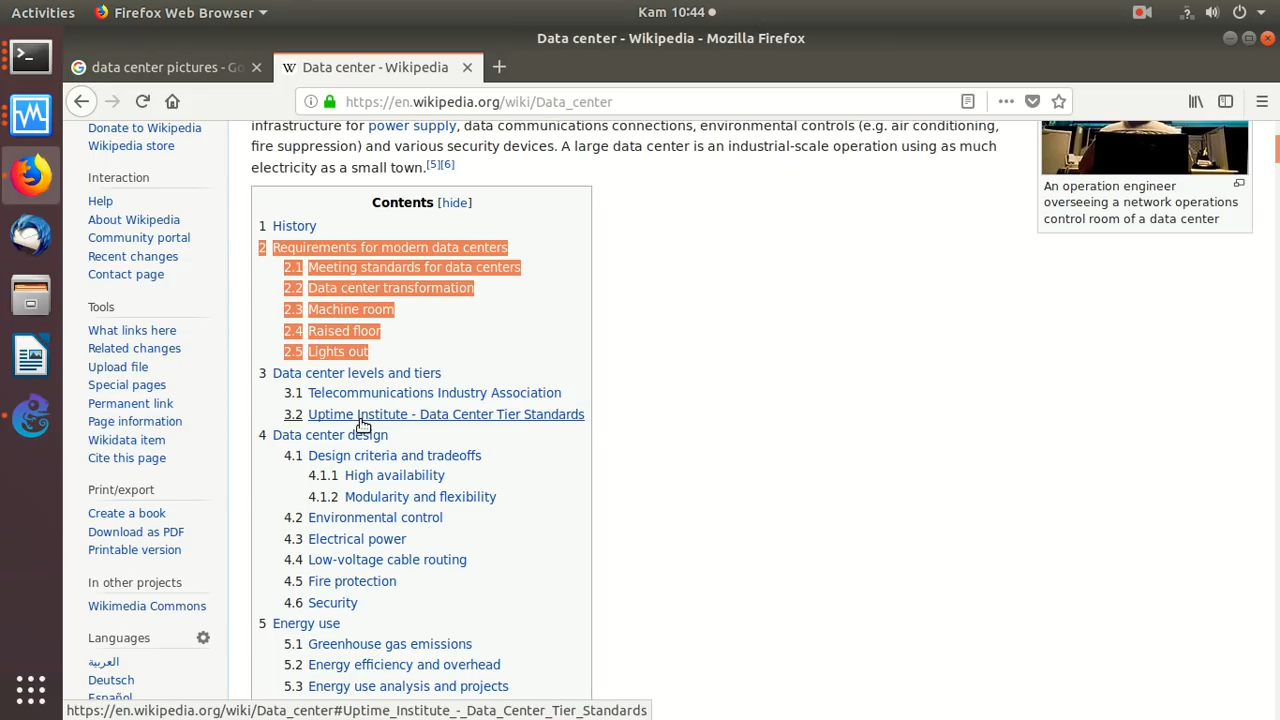 Activities
Firefox Web Browser
Kam 10:44
Data center - Wikipedia - Mozilla Firefox
data center pictures - Go
Data center - Wikipedia
https://en.wikipedia.org/wiki/Data_center
Donate to Wikipedia
Wikipedia store
Interaction
Help
About Wikipedia
Community portal
Recent changes
Contact page
Tools
What links here
Related changes
Upload file
Special pages
Permanent link
Page information
Wikidata item
Cite this page
Print/export
Create a book
Download as PDF
Printable version
In other projects
Wikimedia Commons
Languages
العربية
Deutsch
Español
infrastructure for power supply, data communications connections, environmental controls (e.g. air conditioning,
fire suppression) and various security devices. A large data center is an industrial-scale operation using as much
electricity as a small town.[5][6]
Contents [hide]
1 History
2 Requirements for modern data centers
2.1 Meeting standards for data centers
2.2 Data center transformation
2.3 Machine room
2.4 Raised floor
2.5 Lights out
3 Data center levels and tiers
3.1 Telecommunications Industry Association
3.2 Uptime Institute - Data Center Tier Standards
4 Data center design
4.1 Design criteria and tradeoffs
4.1.1 High availability
4.1.2 Modularity and flexibility
4.2 Environmental control
4.3 Electrical power
4.4 Low-voltage cable routing
4.5 Fire protection
4.6 Security
5 Energy use
5.1 Greenhouse gas emissions
5.2 Energy efficiency and overhead
5.3 Energy use analysis and projects
An operation engineer
overseeing a network operations
control room of a data center
https://en.wikipedia.org/wiki/Data_center#Uptime_Institute_-_Data_Center_Tier_Standards